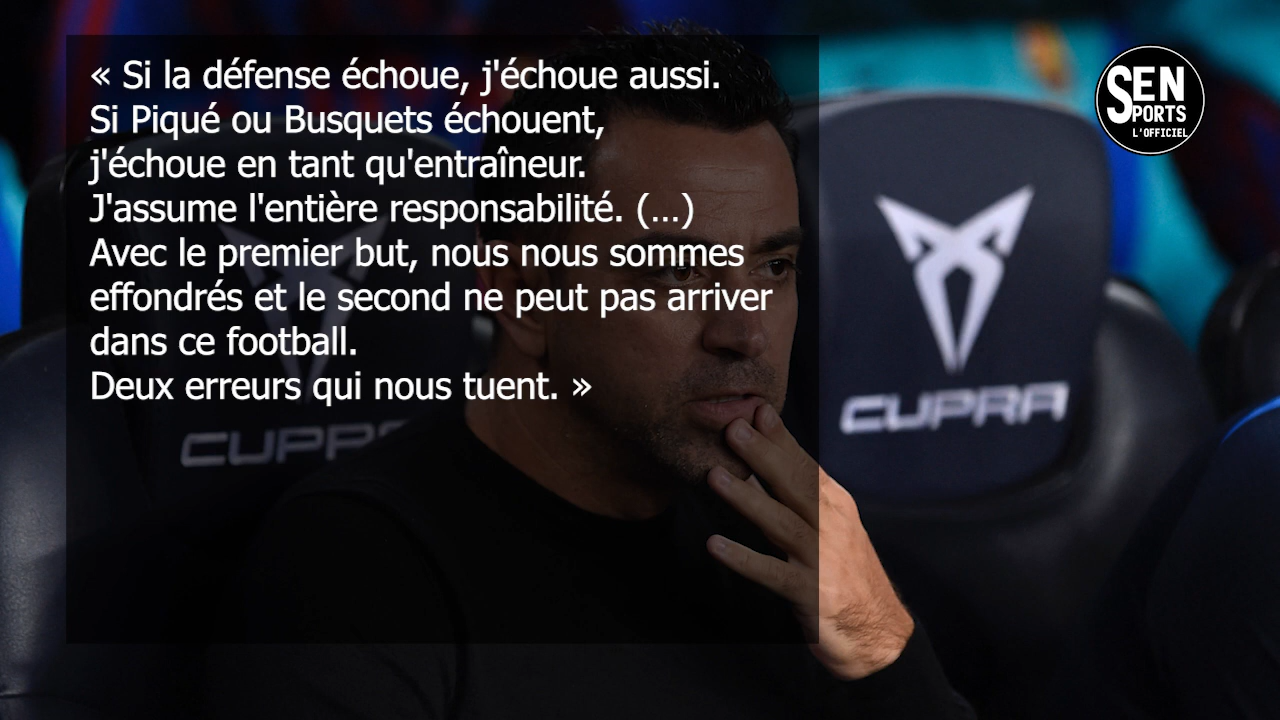 « Si la défense échoue, j'échoue aussi.
Si Piqué ou Busquets échouent,
j'échoue en tant qu'entraîneur.
J'assume l'entière responsabilité. (...)
Avec le premier but, nous nous sommes
effondrés et le second ne peut pas arriver
dans ce football.
Deux erreurs qui nous tuent. »
SEN
SPORTS
L'OFFICIEL
CUPRA
CUPRA